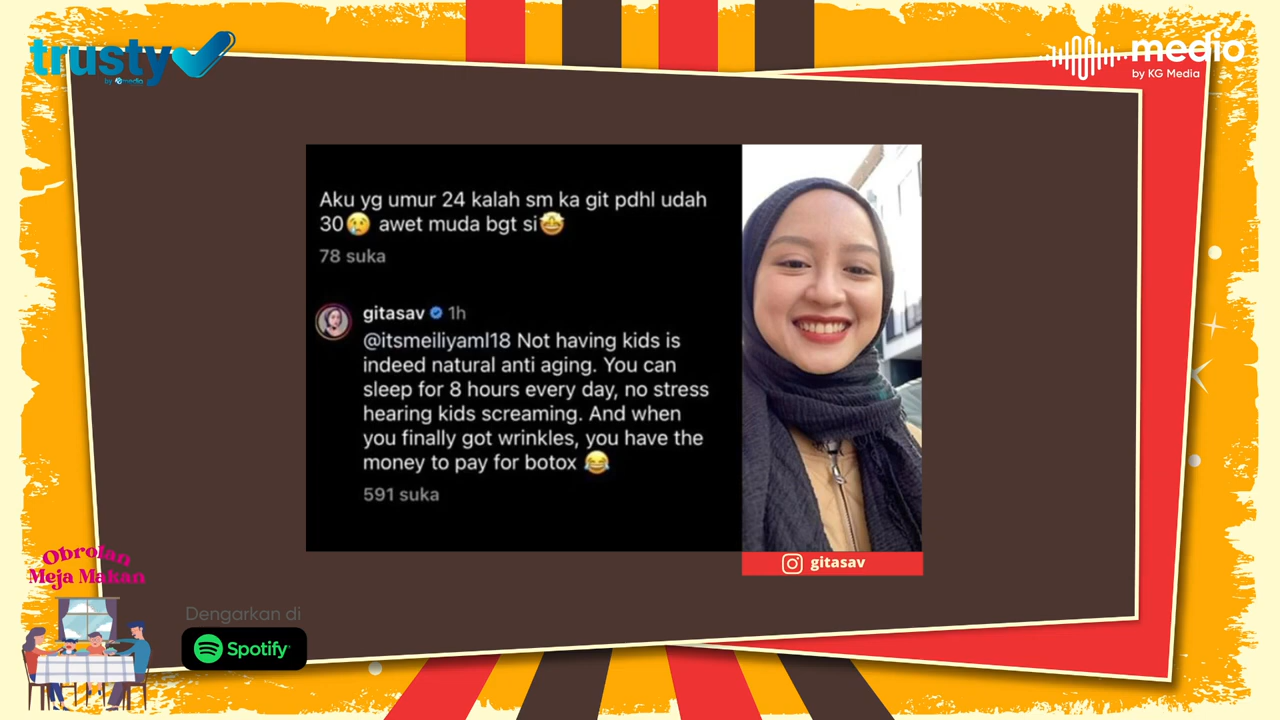 trusty
by KG media
medio
by KG Media
Aku yg umur 24 kalah sm ka git pdhl udah
30😢 awet muda bgt si🤩
78 suka
gitasav 1h
@itsmeiliyaml18 Not having kids is
indeed natural anti aging. You can
sleep for 8 hours every day, no stress
hearing kids screaming. And when
you finally got wrinkles, you have the
money to pay for botox 😂
591 suka
gitasav
Obrolan
Meja Makan
Dengarkan di
Spotify